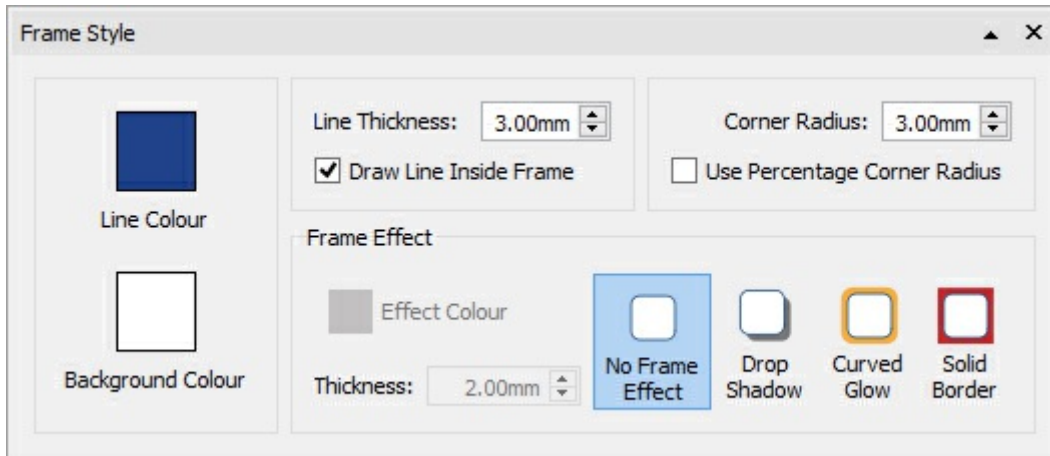 Frame Style
Line Colour
Background Colour
Line Thickness: 3.00mm
Draw Line Inside Frame
Corner Radius: 3.00mm
Use Percentage Corner Radius
Frame Effect
Effect Colour
Thickness: 2.00mm
No Frame
Effect
Drop
Shadow
Curved
Glow
Solid
Border